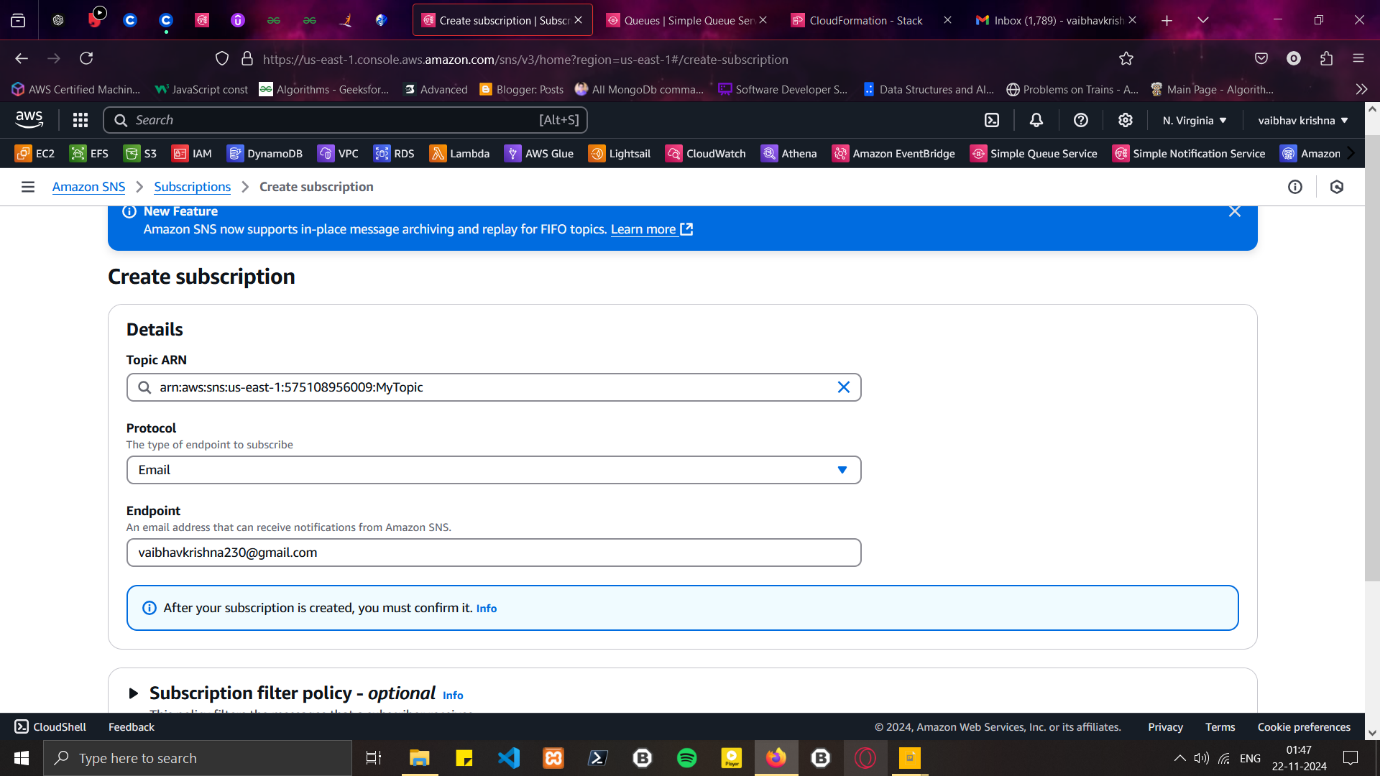 Create subscription | Subscr
Queues | Simple Queue Serv
CloudFormation - Stack
Inbox (1,789) - vaibhavkrish
https://us-east-1.console.aws.amazon.com/sns/v3/home?region=us-east-1#/create-subscription
AWS Certified Machin...
JavaScript const
Algorithms - Geeksfor...
Advanced
Blogger: Posts
All MongoDb comma...
Software Developer S...
Data Structures and Al...
Problems on Trains - A...
Main Page - Algorith...
aws
Search
[Alt+S]
N. Virginia
vaibhav krishna
EC2
EFS
S3
IAM
DynamoDB
VPC
RDS
Lambda
AWS Glue
Lightsail
CloudWatch
Athena
Amazon EventBridge
Simple Queue Service
Simple Notification Service
Amazon
Amazon SNS
Subscriptions
Create subscription
New Feature
Amazon SNS now supports in-place message archiving and replay for FIFO topics. Learn more
Create subscription
Details
Topic ARN
arn:aws:sns:us-east-1:575108956009:MyTopic
Protocol
The type of endpoint to subscribe
Email
Endpoint
An email address that can receive notifications from Amazon SNS.
vaibhavkrishna230@gmail.com
After your subscription is created, you must confirm it. Info
Subscription filter policy - optional Info
CloudShell
Feedback
© 2024, Amazon Web Services, Inc. or its affiliates.
Privacy
Terms
Cookie preferences
Type here to search
ENG
01:47
22-11-2024